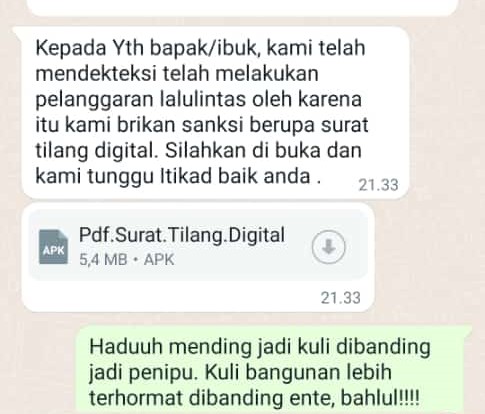 Kepada Yth bapak/ibuk, kami telah
mendekteksi telah melakukan
pelanggaran lalulintas oleh karena
itu kami brikan sanksi berupa surat
tilang digital. Silahkan di buka dan
kami tunggu Itikad baik anda .
21.33
APK
Pdf.Surat.Tilang.Digital
5,4 MB • APK
21.33
Haduuh mending jadi kuli dibanding
jadi penipu. Kuli bangunan lebih
terhormat dibanding ente, bahlul!!!!